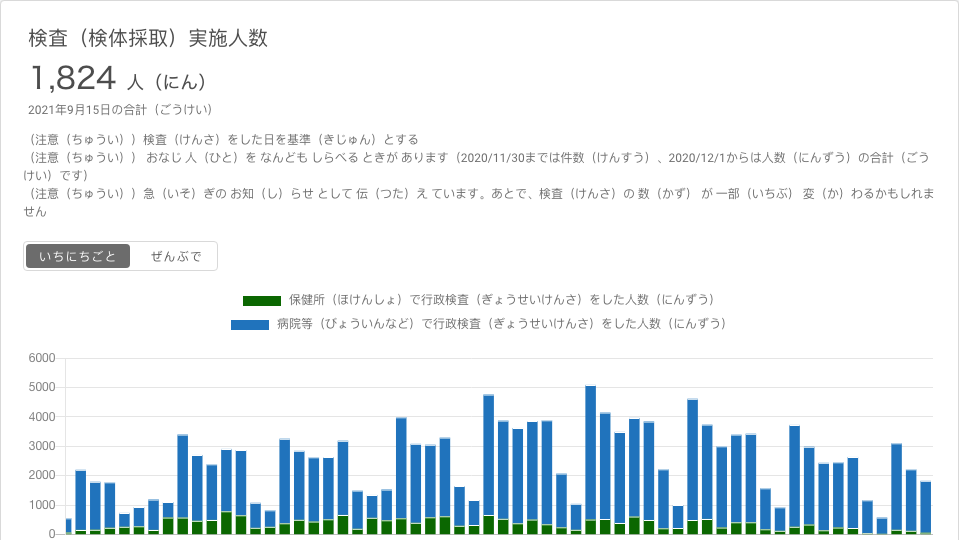 検査（検体採取）実施人数
1,824 人（にん）
2021年9月15日の合計（ごうけい）
（注意（ちゅうい））検査（けんさ）をした日を基準（きじゅん）とする
（注意（ちゅうい）） おなじ 人（ひと）を なんども しらべる ときが あります（2020/11/30までは件数（けんすう）、2020/12/1からは人数（にんずう）の合計（ごう
けい）です）
（注意（ちゅうい））急（いそ）ぎの お知（し）らせ として 伝（つた）え ています。あとで、検査（けんさ）の 数（かず） が 一部（いちぶ） 変（か）わるかもしれま
せん
いちにちごと ぜんぶで
保健所（ほけんしょ）で行政検査（ぎょうせいけんさ）をした人数（にんずう）
病院等（びょういんなど）で行政検査（ぎょうせいけんさ）をした人数（にんずう）
6000
5000
4000
3000
2000
1000
0